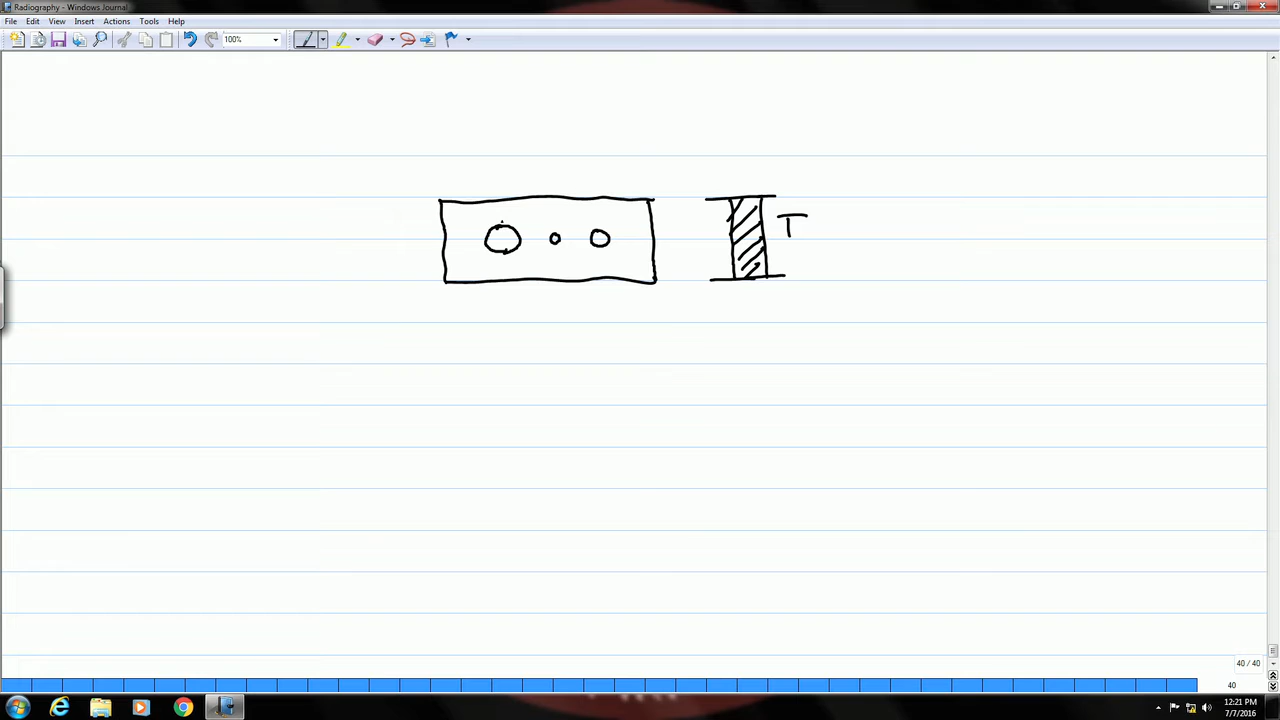 Radiography - Windows Journal
File Edit View Insert Actions Tools Help
100%
T
40 / 40
40
12:21 PM
7/7/2016